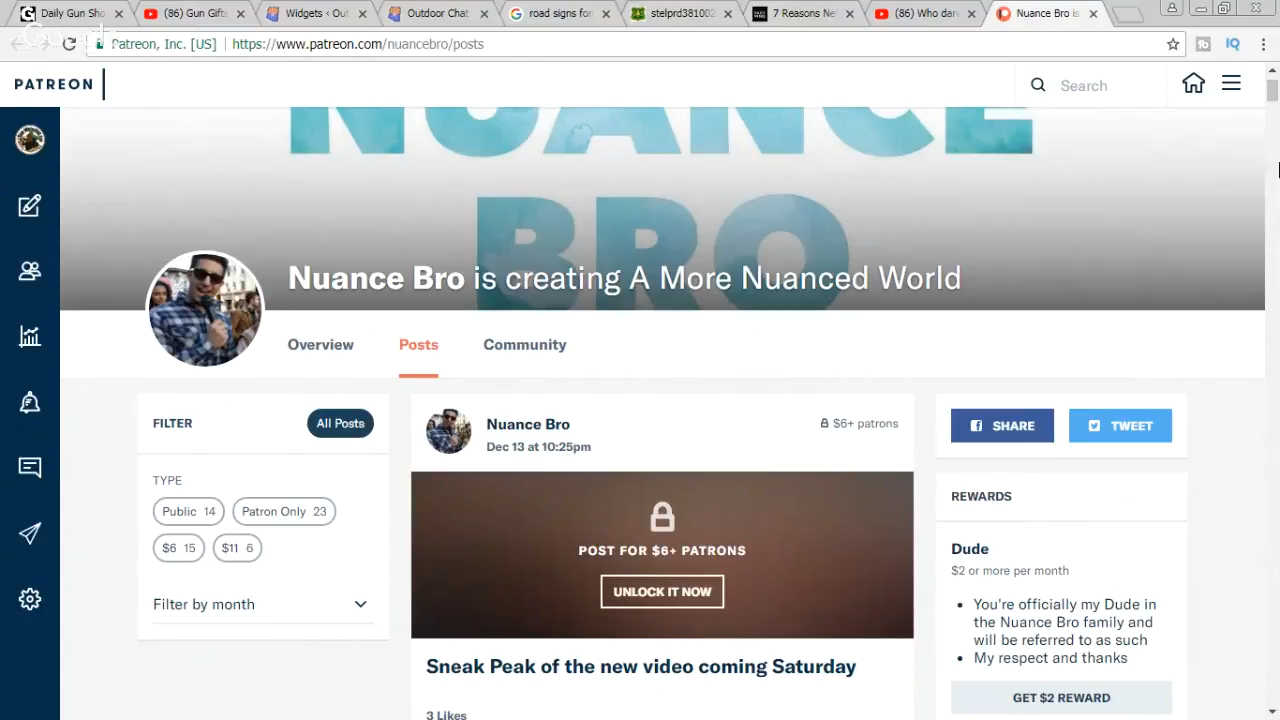 Daily Gun Sho
(86) Gun Gifts
Widgets ‹ Out
Outdoor Ch
road signs for
stelprd381002
7 Reasons Ne
(86) Who dare
Nuance Bro is
Patreon, Inc. [US] https://www.patreon.com/nuancebro/posts
PATREON
Search
NUANCE
BRO
Nuance Bro is creating A More Nuanced World
Overview Posts Community
FILTER All Posts
TYPE
Public 14 Patron Only 23
$6 15 $11 6
Filter by month
Nuance Bro
Dec 13 at 10:25pm
$6+ patrons
POST FOR $6+ PATRONS
UNLOCK IT NOW
Sneak Peak of the new video coming Saturday
3 Likes
SHARE TWEET
REWARDS
Dude
$2 or more per month
You're officially my Dude in
the Nuance Bro family and
will be referred to as such
My respect and thanks
GET $2 REWARD